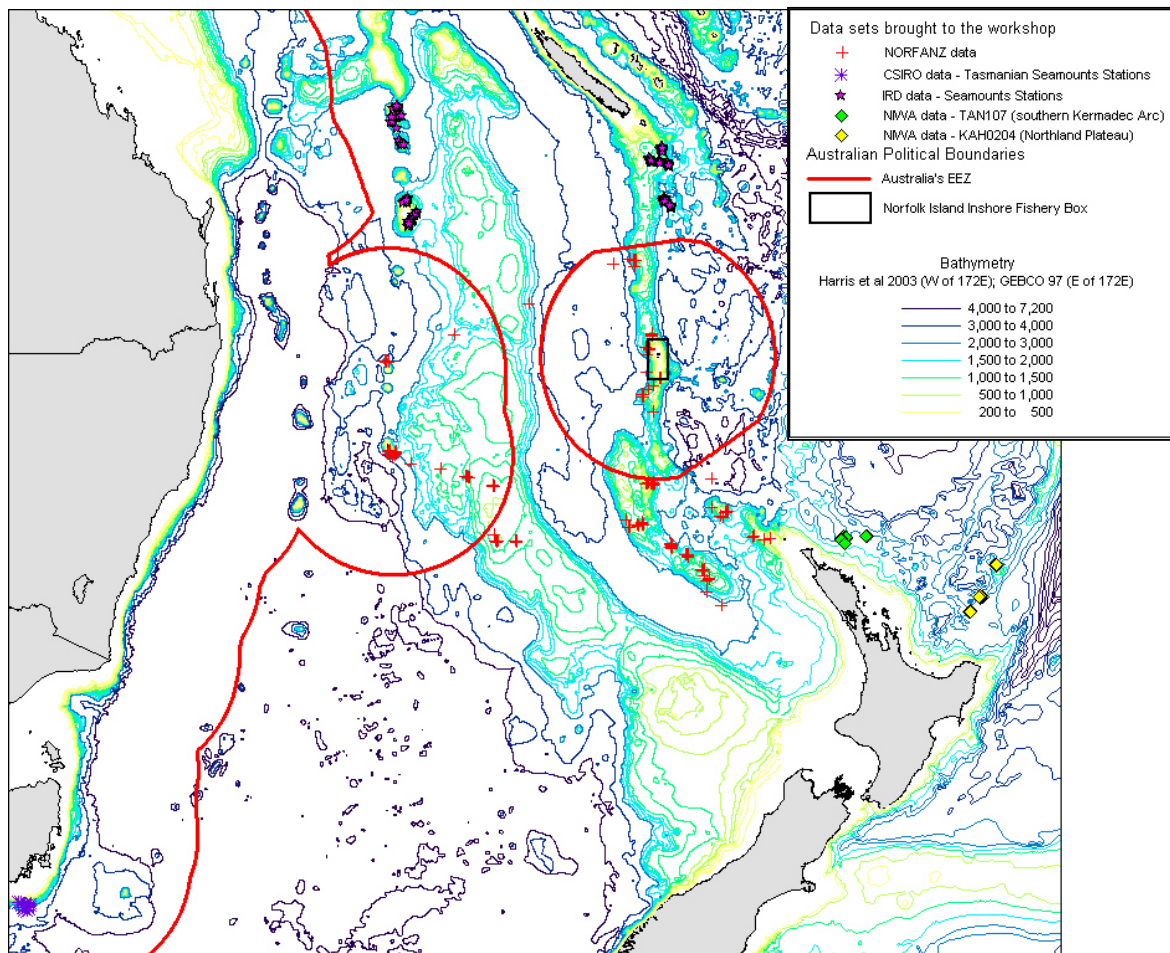 Data sets brought to the workshop
NORFANZ data
CSIRO data - Tasmanian Seamounts Stations
IRD data - Seamounts Stations
NIWA data - TAN107 (southern Kermadec Arc)
NIWA data - KAH0204 (Northland Plateau)
Australian Political Boundaries
Australia's EEZ
Norfolk Island Inshore Fishery Box
Bathymetry
Harris et al 2003 (W of 172E); GEBCO 97 (E of 172E)
4,000 to 7,200
3,000 to 4,000
2,000 to 3,000
1,500 to 2,000
1,000 to 1,500
500 to 1,000
200 to 500